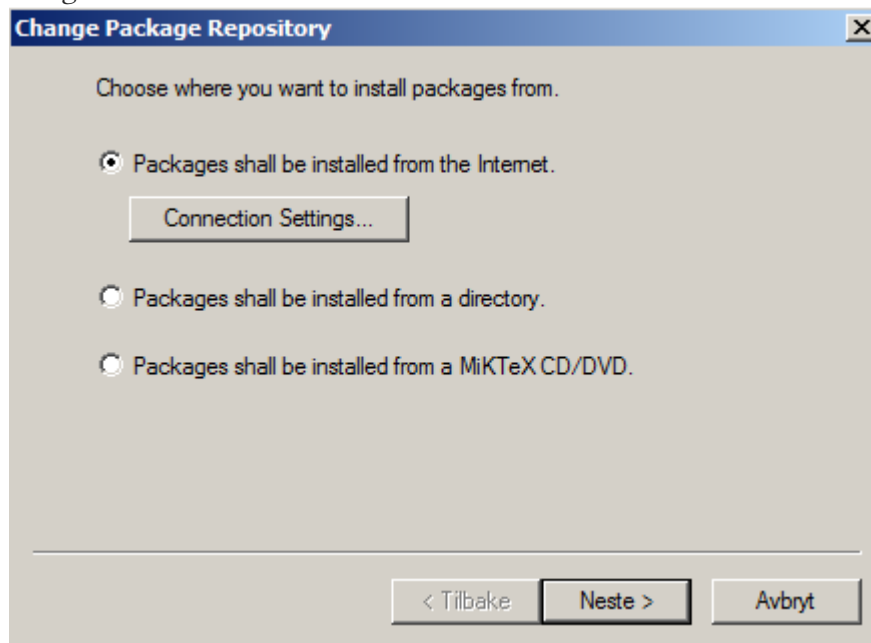 Change Package Repository
Choose where you want to install packages from.
Packages shall be installed from the Internet.
Connection Settings...
Packages shall be installed from a directory.
Packages shall be installed from a MiKTeX CD/DVD.
< Tilbake Neste > Avbryt